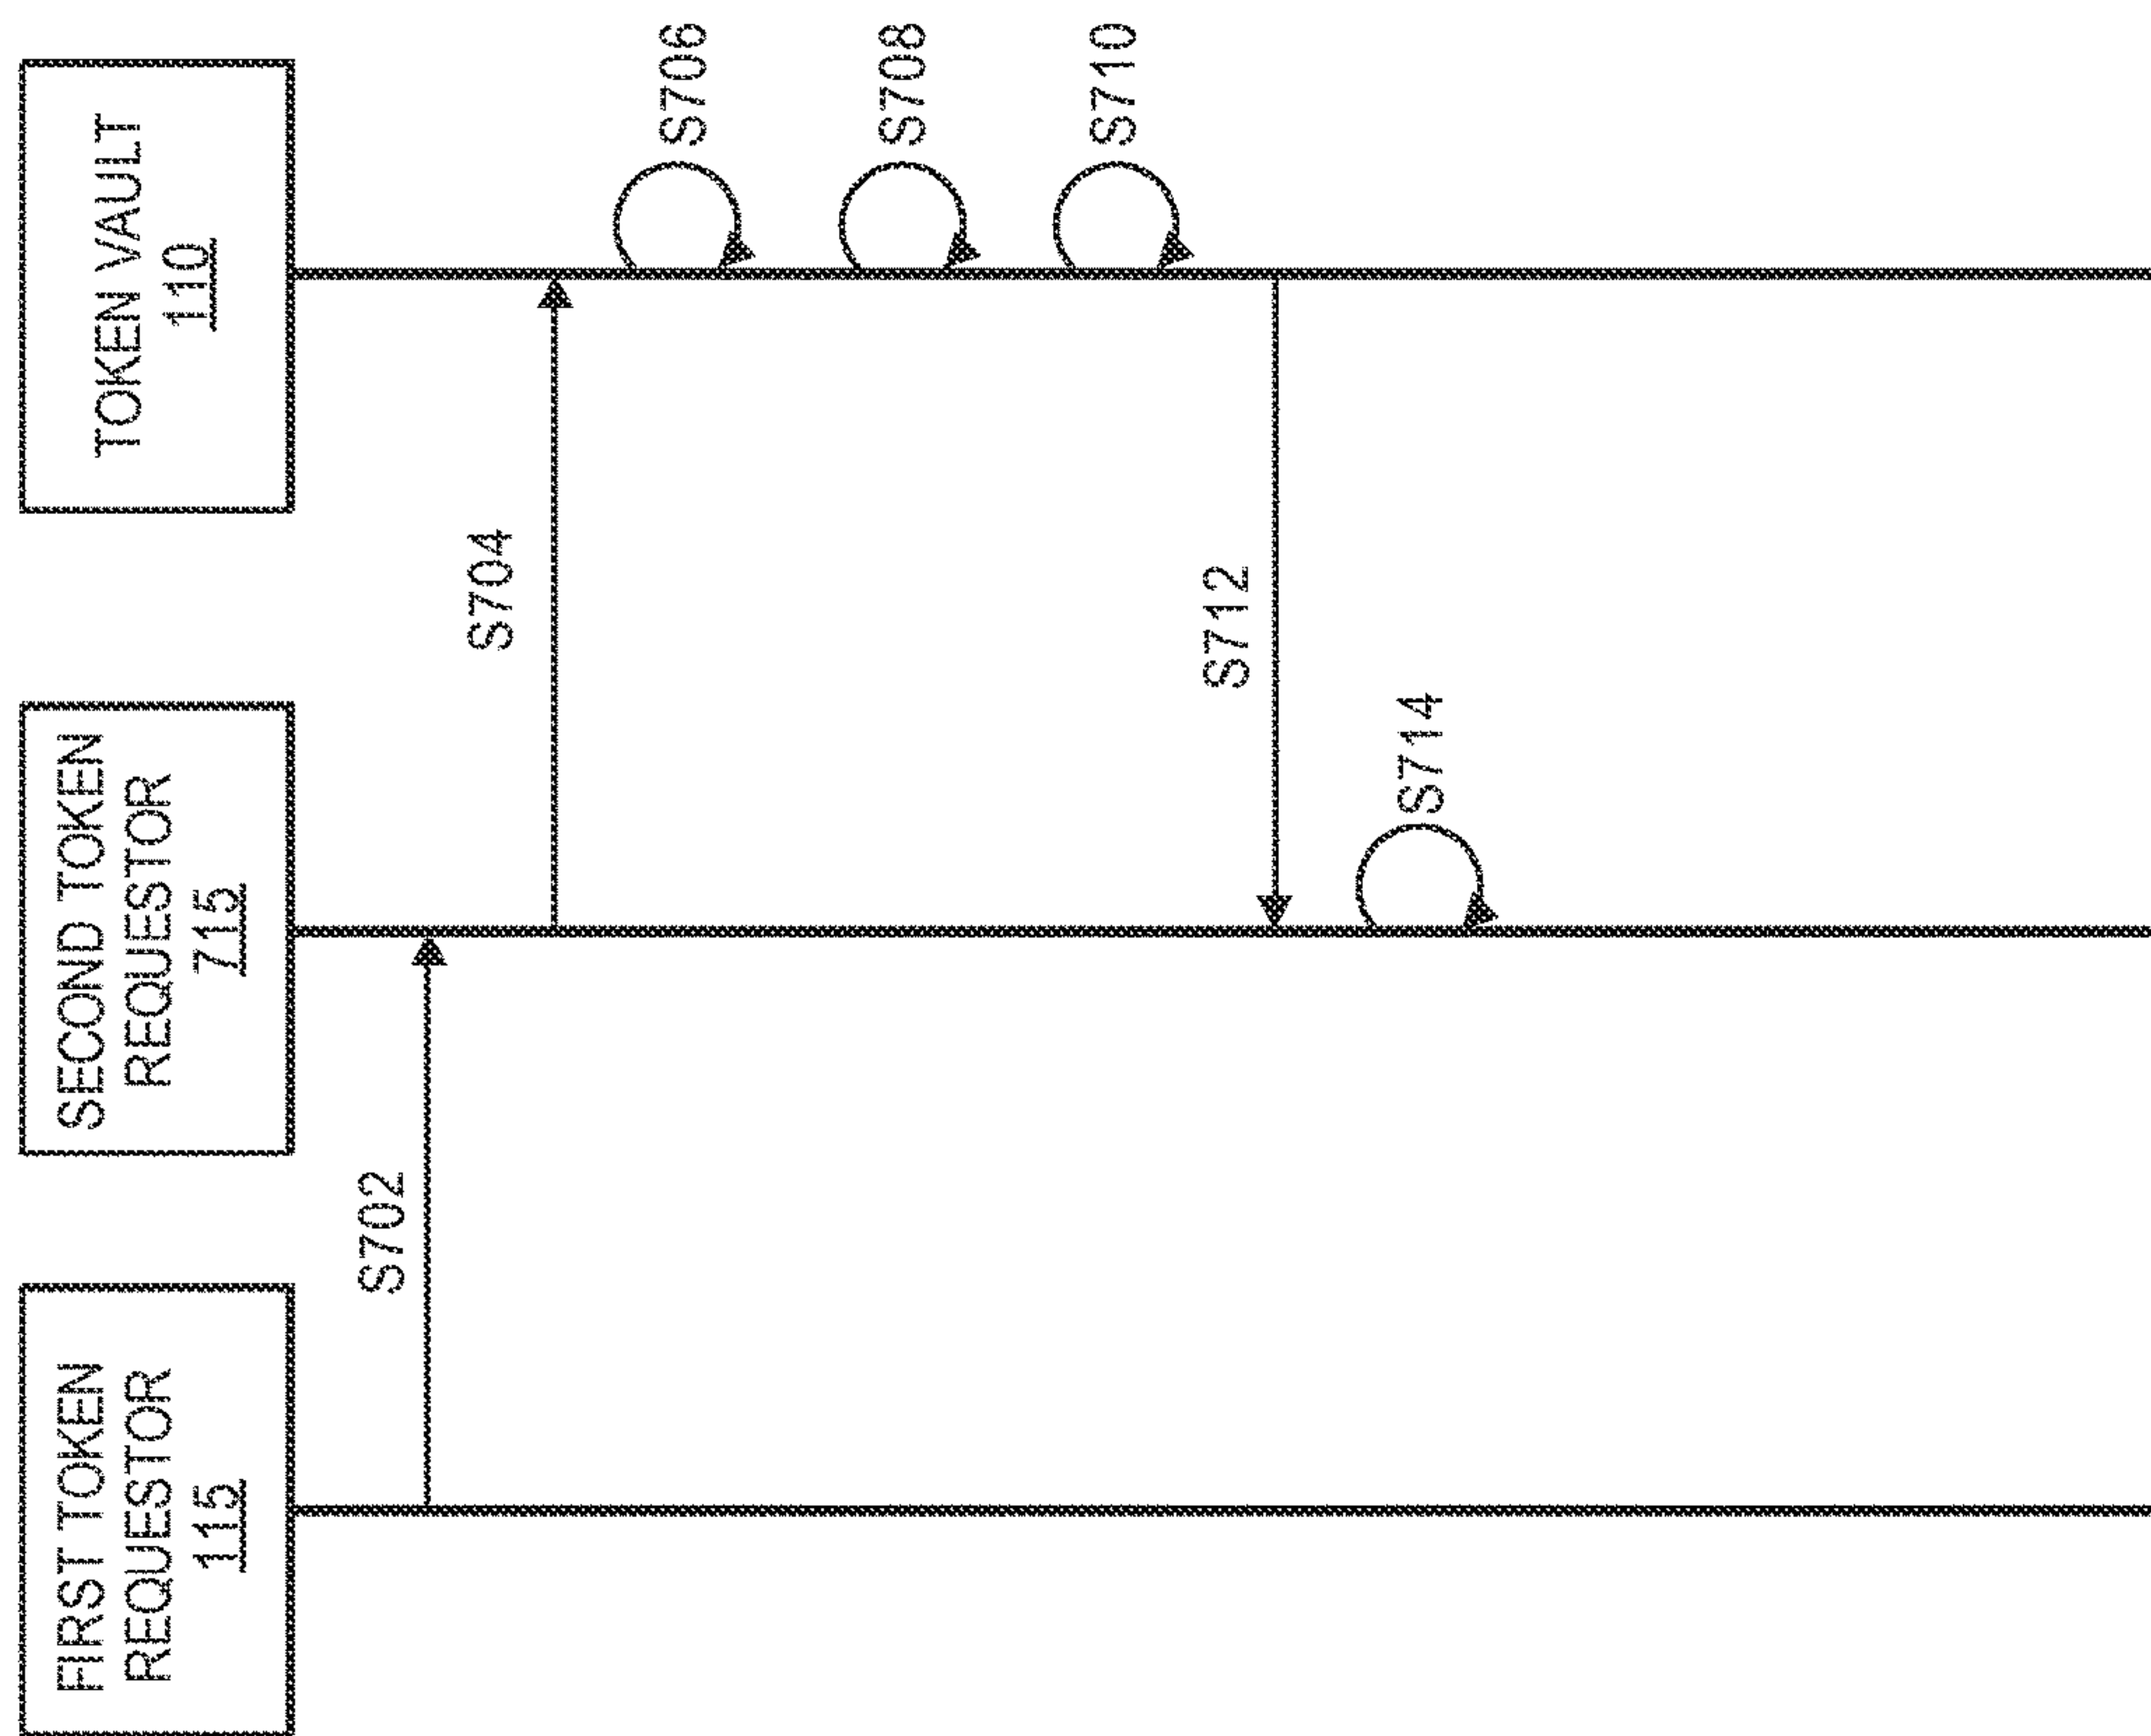 FIRST TOKEN
REQUESTOR
115
SECOND TOKEN
REQUESTOR
715
TOKEN VAULT
110
S702
S704
S706
S708
S710
S712
S714